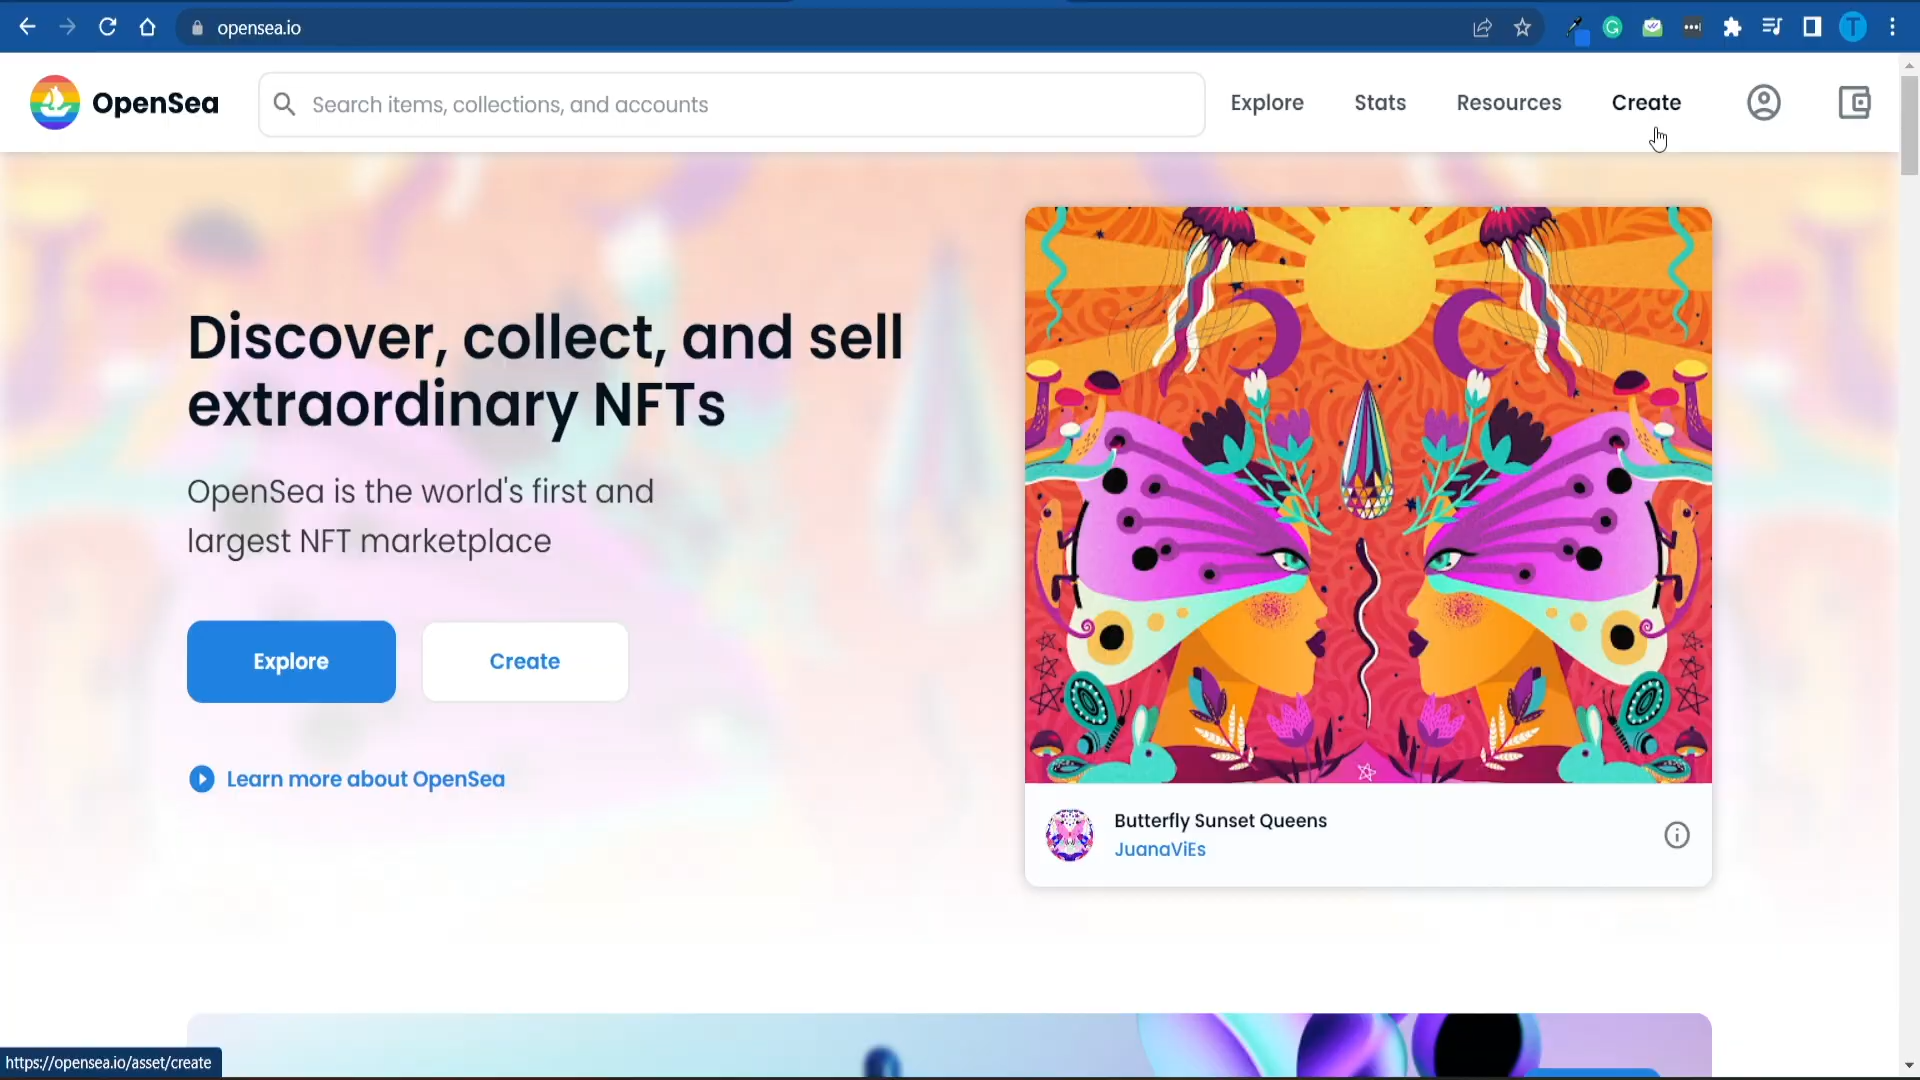 opensea.io
T
OpenSea
Search items, collections, and accounts
Explore
Stats
Resources
Create
Discover, collect, and sell
extraordinary NFTs
OpenSea is the world's first and
largest NFT marketplace
Explore
Create
Learn more about OpenSea
Butterfly Sunset Queens
JuanaViEs
https://opensea.io/asset/create